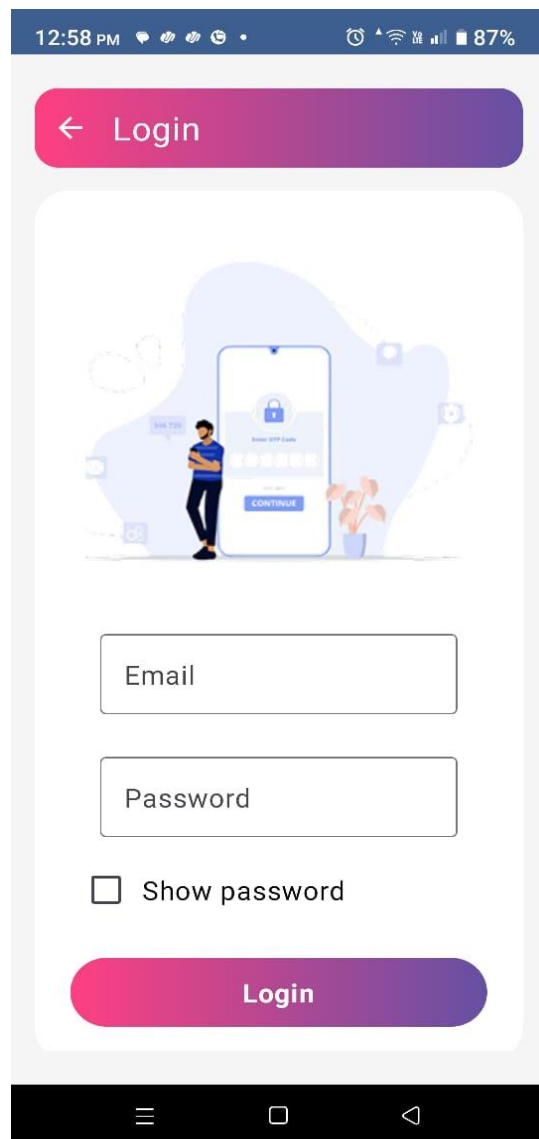 12:58 PM 87%
Login
Enter OTP Code
CONTINUE
Email
Password
Show password
Login